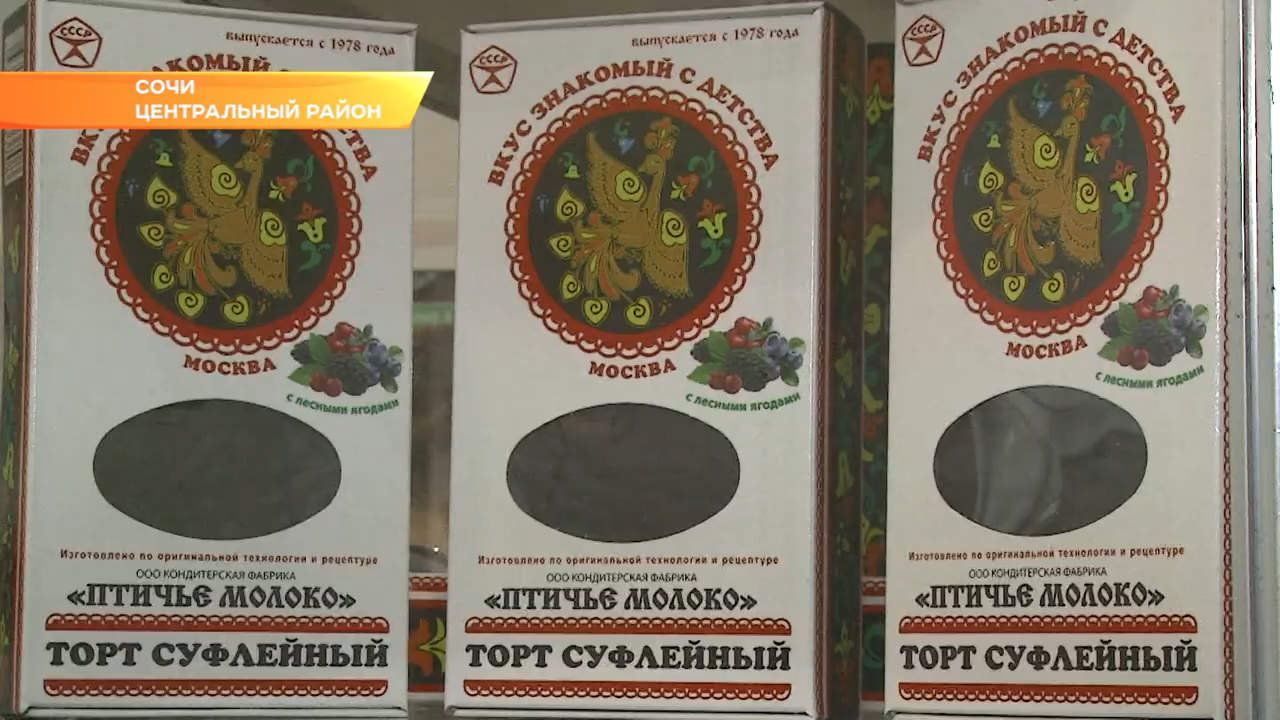 СОЧИ
ЦЕНТРАЛЬНЫЙ РАЙОН
СССР
выпускается с 1978 года
ВКУС ЗНАКОМЫЙ С ДЕТСТВА
МОСКВА
с лесными ягодами
Изготовлено по оригинальной технологии и рецептуре
ООО КОНДИТЕРСКАЯ ФАБРИКА
«ПТИЧЬЕ МОЛОКО»
ТОРТ СУФЛЕЙНЫЙ
СССР
выпускается с 1978 года
ВКУС ЗНАКОМЫЙ С ДЕТСТВА
МОСКВА
с лесными ягодами
Изготовлено по оригинальной технологии и рецептуре
ООО КОНДИТЕРСКАЯ ФАБРИКА
«ПТИЧЬЕ МОЛОКО»
ТОРТ СУФЛЕЙНЫЙ
СССР
ВКУС ЗНАКОМЫЙ С ДЕТСТВА
МОСКВА
с лесными ягодами
Изготовлено по оригинальной технологии и рецептуре
ООО КОНДИТЕРСКАЯ ФАБРИКА
«ПТИЧЬЕ МОЛОКО»
ТОРТ СУФЛЕЙНЫЙ